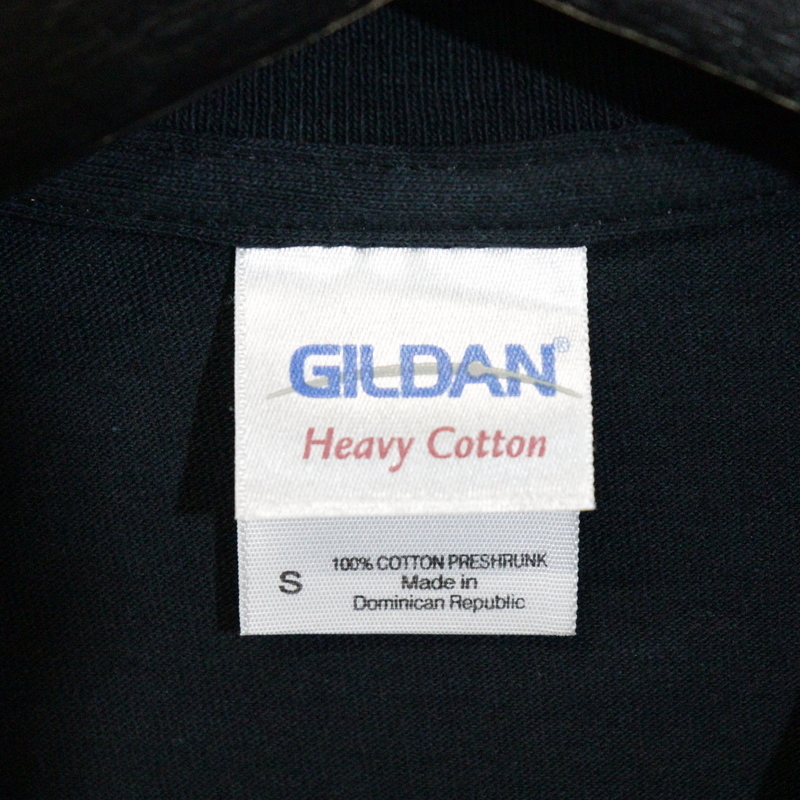 GILDAN®
Heavy Cotton
S
100% COTTON PRESHRUNK
Made in
Dominican Republic